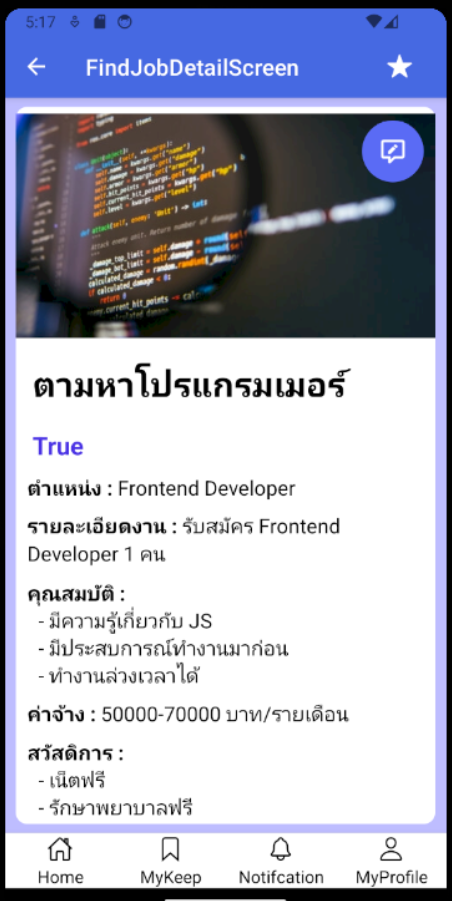 5:17
FindJobDetailScreen
ตามหาโปรแกรมเมอร์
True
ตำแหน่ง : Frontend Developer
รายละเอียดงาน : รับสมัคร Frontend
Developer 1 คน
คุณสมบัติ :
- มีความรู้เกี่ยวกับ JS
- มีประสบการณ์ทำงานมาก่อน
- ทำงานล่วงเวลาได้
ค่าจ้าง : 50000-70000 บาท/รายเดือน
สวัสดิการ :
- เน็ตฟรี
- รักษาพยาบาลฟรี
Home MyKeep Notifcation MyProfile